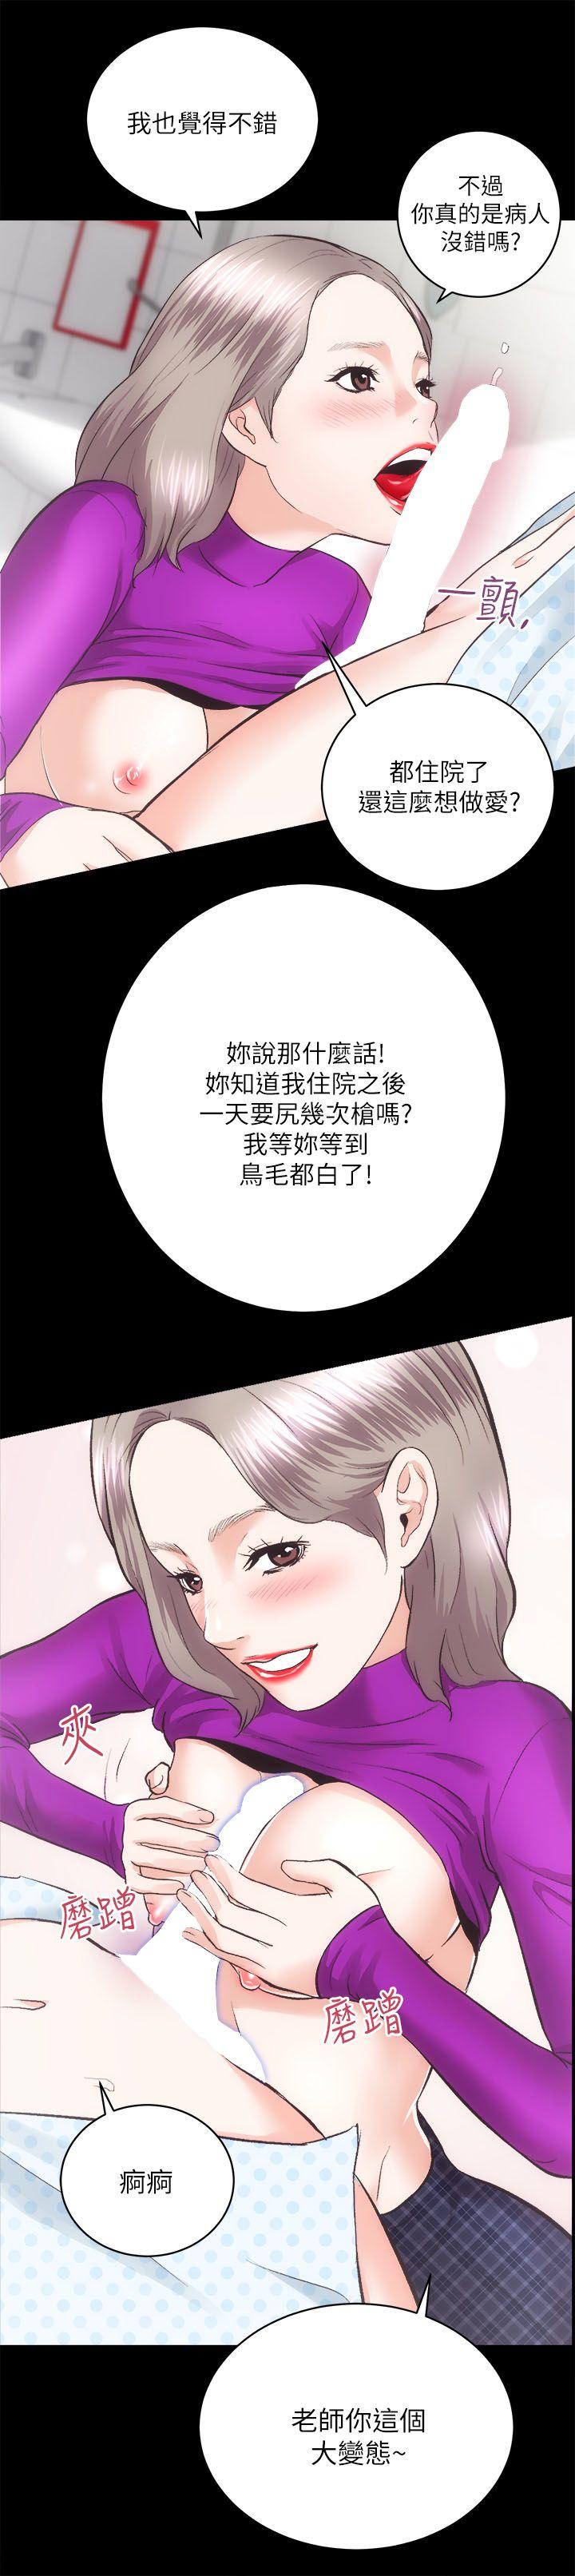 我也覺得不錯
不過
你真的是病人
沒錯嗎?
一顫,
都住院了
還這麼想做愛?
妳說那什麼話!
妳知道我住院之後
一天要尻幾次槍嗎?
我等妳等到
鳥毛都白了!
夾
磨蹭
磨蹭
痾痾
老師你這個
大變態~